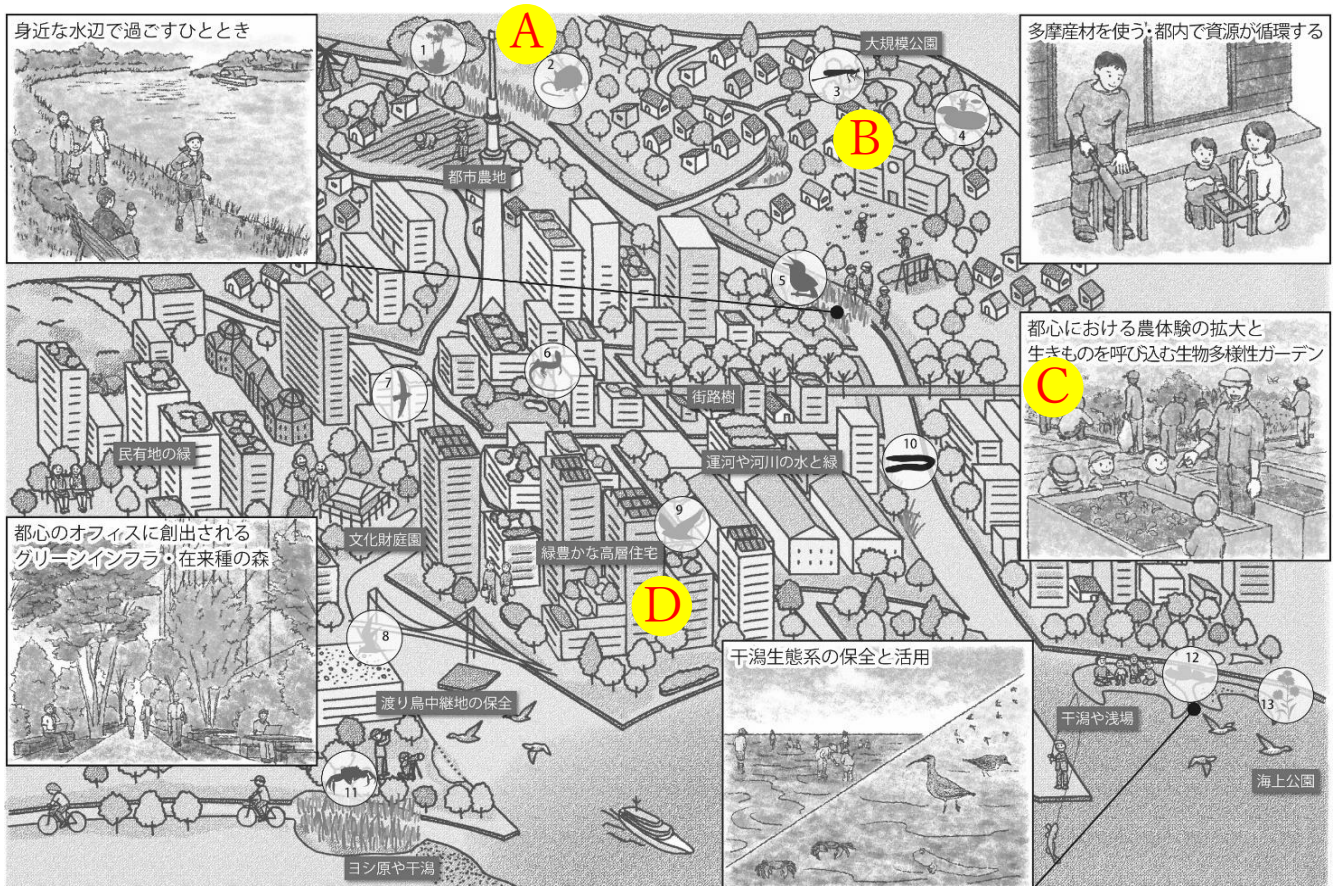 身近な水辺で過ごすひととき
A
1
2
大規模公園
3
4
B
多摩産材を使う・都内で資源が循環する
都市農地
5
都心における農体験の拡大と
生きものを呼び込む生物多様性ガーデン
C
6
7
街路樹
民有地の緑
運河や河川の水と緑
10
都心のオフィスに創出される
グリーンインフラ・在来種の森
文化財庭園
緑豊かな高層住宅
9
D
8
渡り鳥中継地の保全
干潟生態系の保全と活用
12
13
干潟や浅場
海上公園
11
ヨシ原や干潟